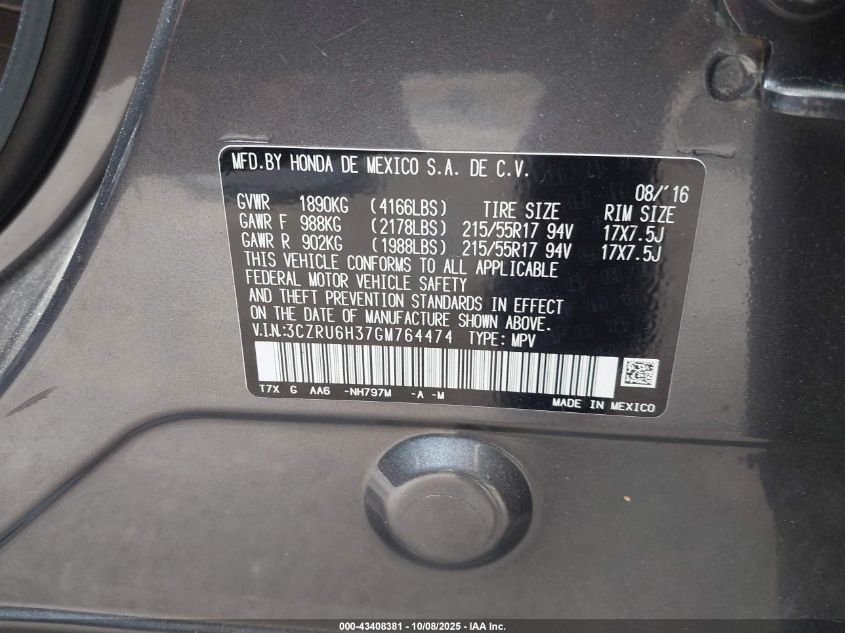 MFD.BY HONDA DE MEXICO S.A. DE C.V.
08/'16
GVWR 1890KG (4166LBS) TIRE SIZE RIM SIZE
GAWR F 988KG (2178LBS) 215/55R17 94V 17X7.5J
GAWR R 902KG (1988LBS) 215/55R17 94V 17X7.5J
THIS VEHICLE CONFORMS TO ALL APPLICABLE
FEDERAL MOTOR VEHICLE SAFETY
AND THEFT PREVENTION STANDARDS IN EFFECT
ON THE DATE OF MANUFACTURE SHOWN ABOVE.
V.I.N.:3CZRU6H37GM764474 TYPE: MPV
T7X G AA6 -NH797M -A -M
MADE IN MEXICO
000-43408381 - 10/08/2025 - IAA Inc.